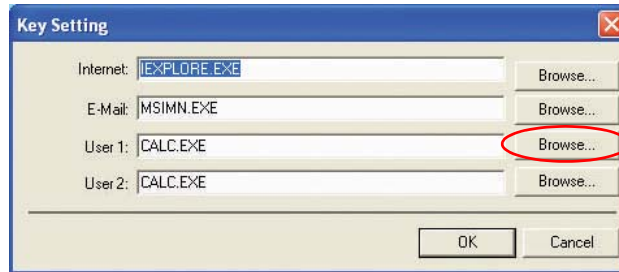 Key Setting
Internet: IEXPLORE.EXE Browse...
E-Mail: MSIMN.EXE Browse...
User 1: CALC.EXE Browse...
User 2: CALC.EXE Browse...
OK Cancel